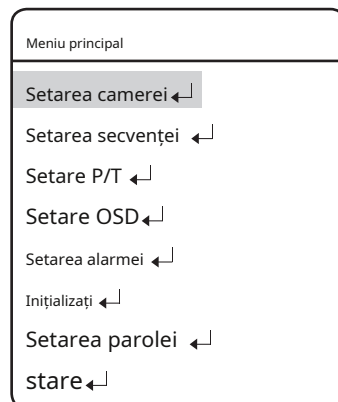 Meniu principal
Setarea camerei
Setarea secvenței
Setare P/T
Setare OSD
Setarea alarmei
Inițializați
Setarea parolei
stare